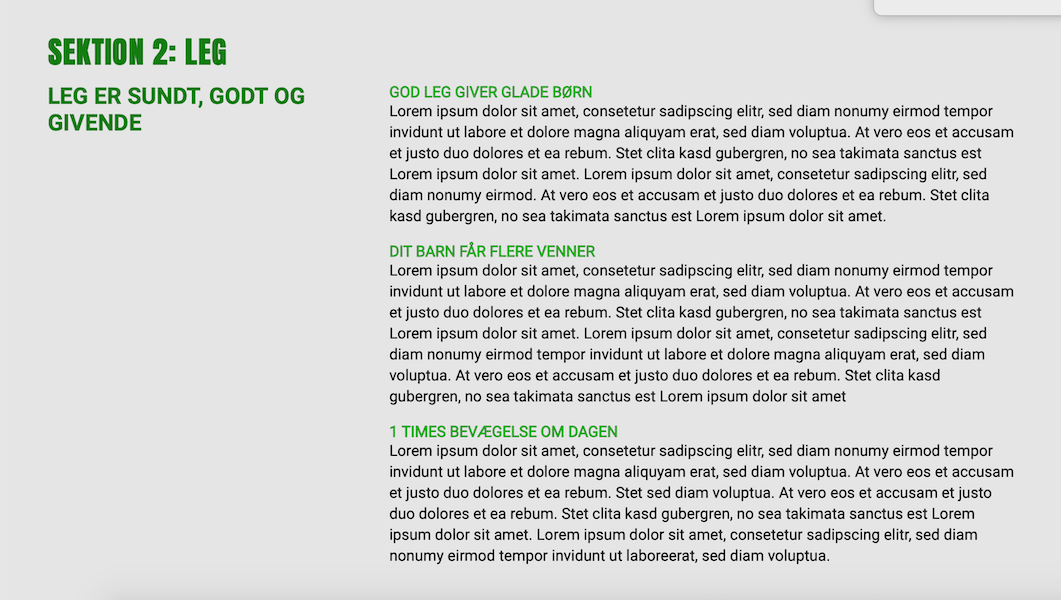 SEKTION 2: LEG
LEG ER SUNDT, GODT OG
GIVENDE
GOD LEG GIVER GLADE BØRN
Lorem ipsum dolor sit amet, consetetur sadipscing elitr, sed diam nonumy eirmod tempor
invidunt ut labore et dolore magna aliquyam erat, sed diam voluptua. At vero eos et accusam
et justo duo dolores et ea rebum. Stet clita kasd gubergren, no sea takimata sanctus est
Lorem ipsum dolor sit amet. Lorem ipsum dolor sit amet, consetetur sadipscing elitr, sed
diam nonumy eirmod. At vero eos et accusam et justo duo dolores et ea rebum. Stet clita
kasd gubergren, no sea takimata sanctus est Lorem ipsum dolor sit amet.
DIT BARN FÅR FLERE VENNER
Lorem ipsum dolor sit amet, consetetur sadipscing elitr, sed diam nonumy eirmod tempor
invidunt ut labore et dolore magna aliquyam erat, sed diam voluptua. At vero eos et accusam
et justo duo dolores et ea rebum. Stet clita kasd gubergren, no sea takimata sanctus est
Lorem ipsum dolor sit amet. Lorem ipsum dolor sit amet, consetetur sadipscing elitr, sed
diam nonumy eirmod tempor invidunt ut labore et dolore magna aliquyam erat, sed diam
voluptua. At vero eos et accusam et justo duo dolores et ea rebum. Stet clita kasd
gubergren, no sea takimata sanctus est Lorem ipsum dolor sit amet
1 TIMES BEVÆGELSE OM DAGEN
Lorem ipsum dolor sit amet, consetetur sadipscing elitr, sed diam nonumy eirmod tempor
invidunt ut labore et dolore magna aliquyam erat, sed diam voluptua. At vero eos et accusam
et justo duo dolores et ea rebum. Stet sed diam voluptua. At vero eos et accusam et justo
duo dolores et ea rebum. Stet clita kasd gubergren, no sea takimata sanctus est Lorem
ipsum dolor sit amet. Lorem ipsum dolor sit amet, consetetur sadipscing elitr, sed diam
nonumy eirmod tempor invidunt ut laboreerat, sed diam voluptua.